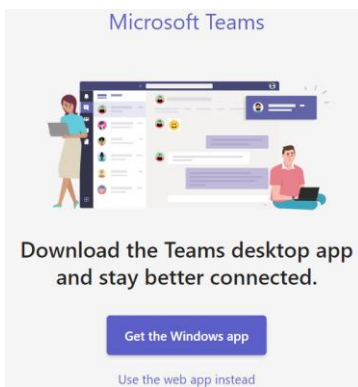 Microsoft Teams
Download the Teams desktop app
and stay better connected.
Get the Windows app
Use the web app instead